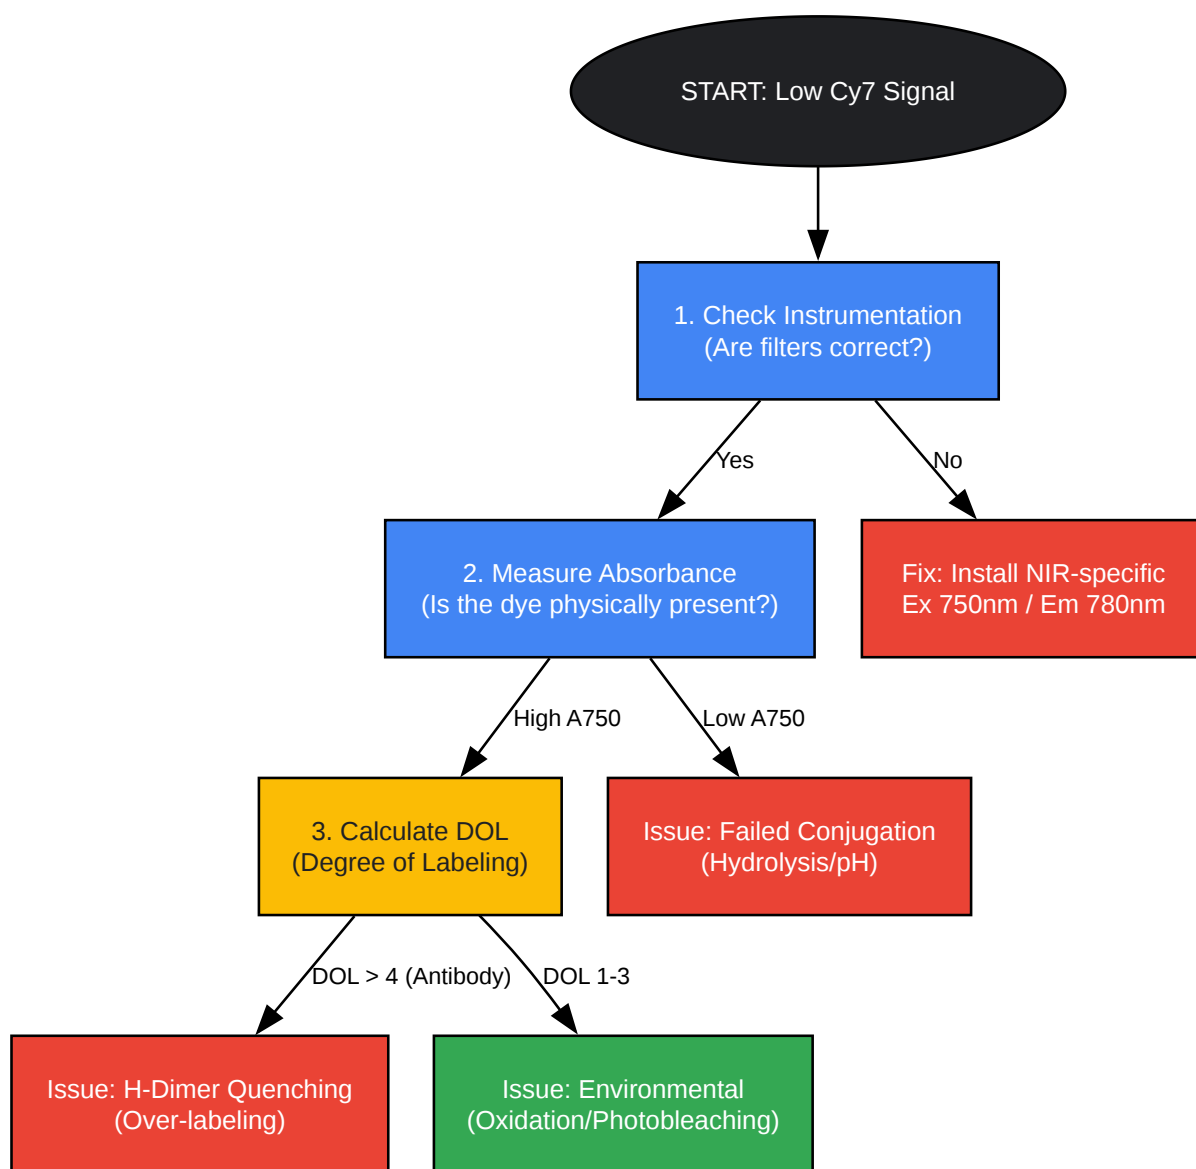 START: Low Cy7 Signal
1. Check Instrumentation
(Are filters correct?)
Yes
No
2. Measure Absorbance
(Is the dye physically present?)
Fix: Install NIR-specific
Ex 750nm / Em 780nm
High A750
Low A750
3. Calculate DOL
(Degree of Labeling)
Issue: Failed Conjugation
(Hydrolysis/pH)
DOL > 4 (Antibody)
DOL 1-3
Issue: H-Dimer Quenching
(Over-labeling)
Issue: Environmental
(Oxidation/Photobleaching)